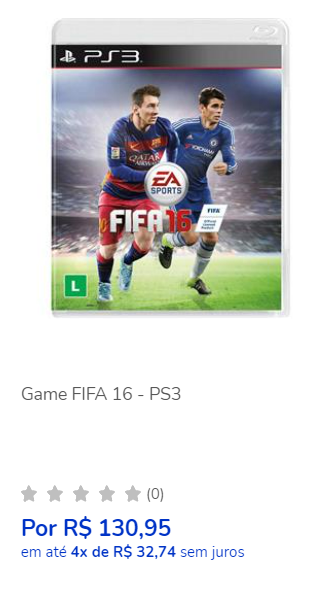 PS3
EA
SPORTS
FIFA 16
FIFA
L
Game FIFA 16 - PS3
(0)
Por R$ 130,95
em até 4x de R$ 32,74 sem juros